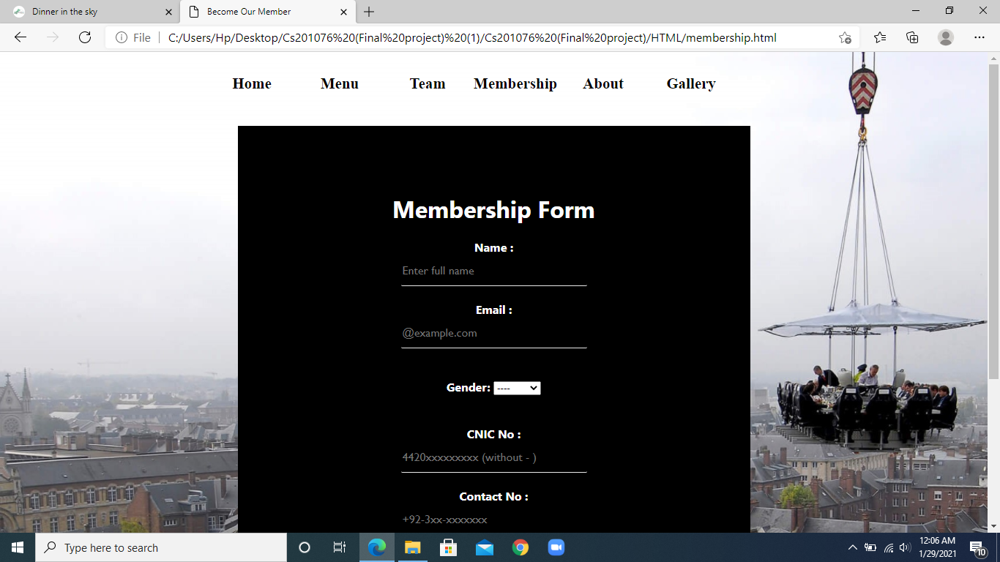 Dinner in the sky
Become Our Member
File
C:/Users/Hp/Desktop/Cs201076%20(Final%20project)%20(1)/Cs201076%20(Final%20project)/HTML/membership.html
Home Menu Team Membership About Gallery
Membership Form
Name :
Enter full name
Email :
@example.com
Gender: ----
CNIC No :
4420xxxxxxxxx (without - )
Contact No :
+92-3xx-xxxxxxx
Type here to search
12:06 AM
1/29/2021
10